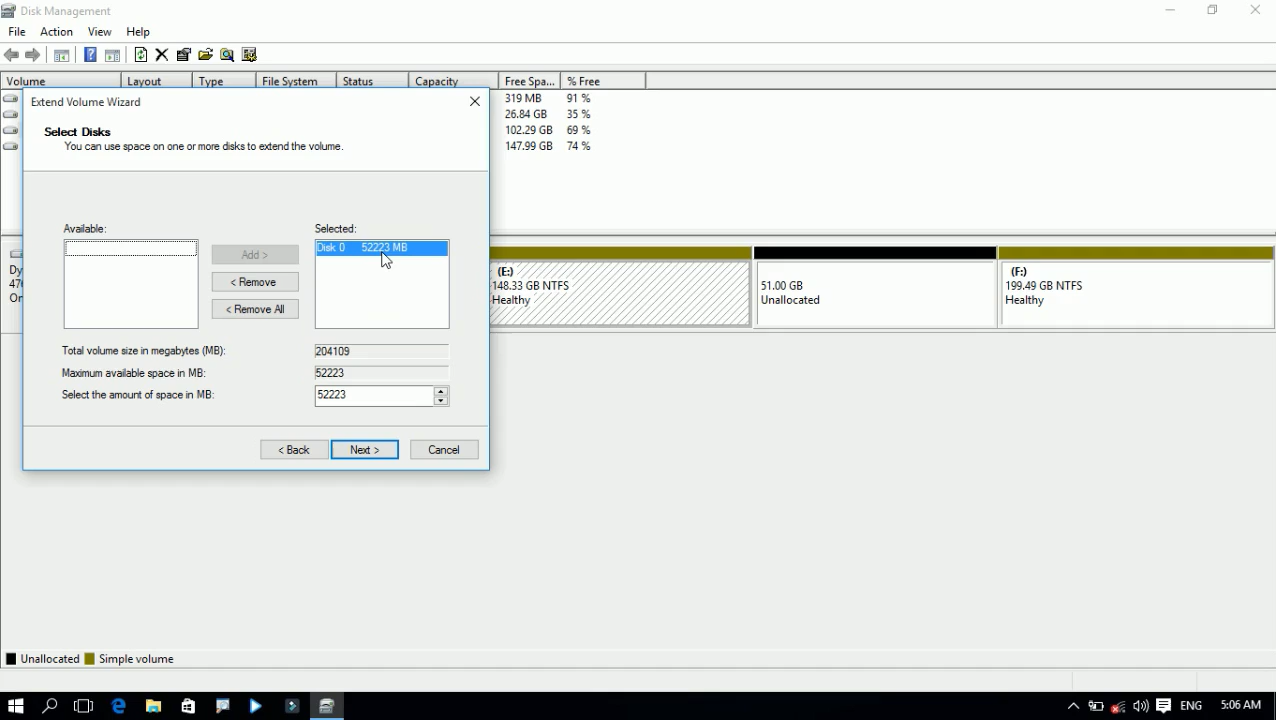 Disk Management
File Action View Help
Volume Layout Type File System Status Capacity Free Spa... % Free
319 MB 91 %
26.84 GB 35 %
102.29 GB 69 %
147.99 GB 74 %
Extend Volume Wizard
Select Disks
You can use space on one or more disks to extend the volume.
Available:
Selected:
Disk 0 52223 MB
Add >
< Remove
< Remove All
Total volume size in megabytes (MB): 204109
Maximum available space in MB: 52223
Select the amount of space in MB: 52223
< Back Next > Cancel
Dy
476
On
(E:)
148.33 GB NTFS
Healthy
51.00 GB
Unallocated
(F:)
199.49 GB NTFS
Healthy
Unallocated Simple volume
ENG 5:06 AM